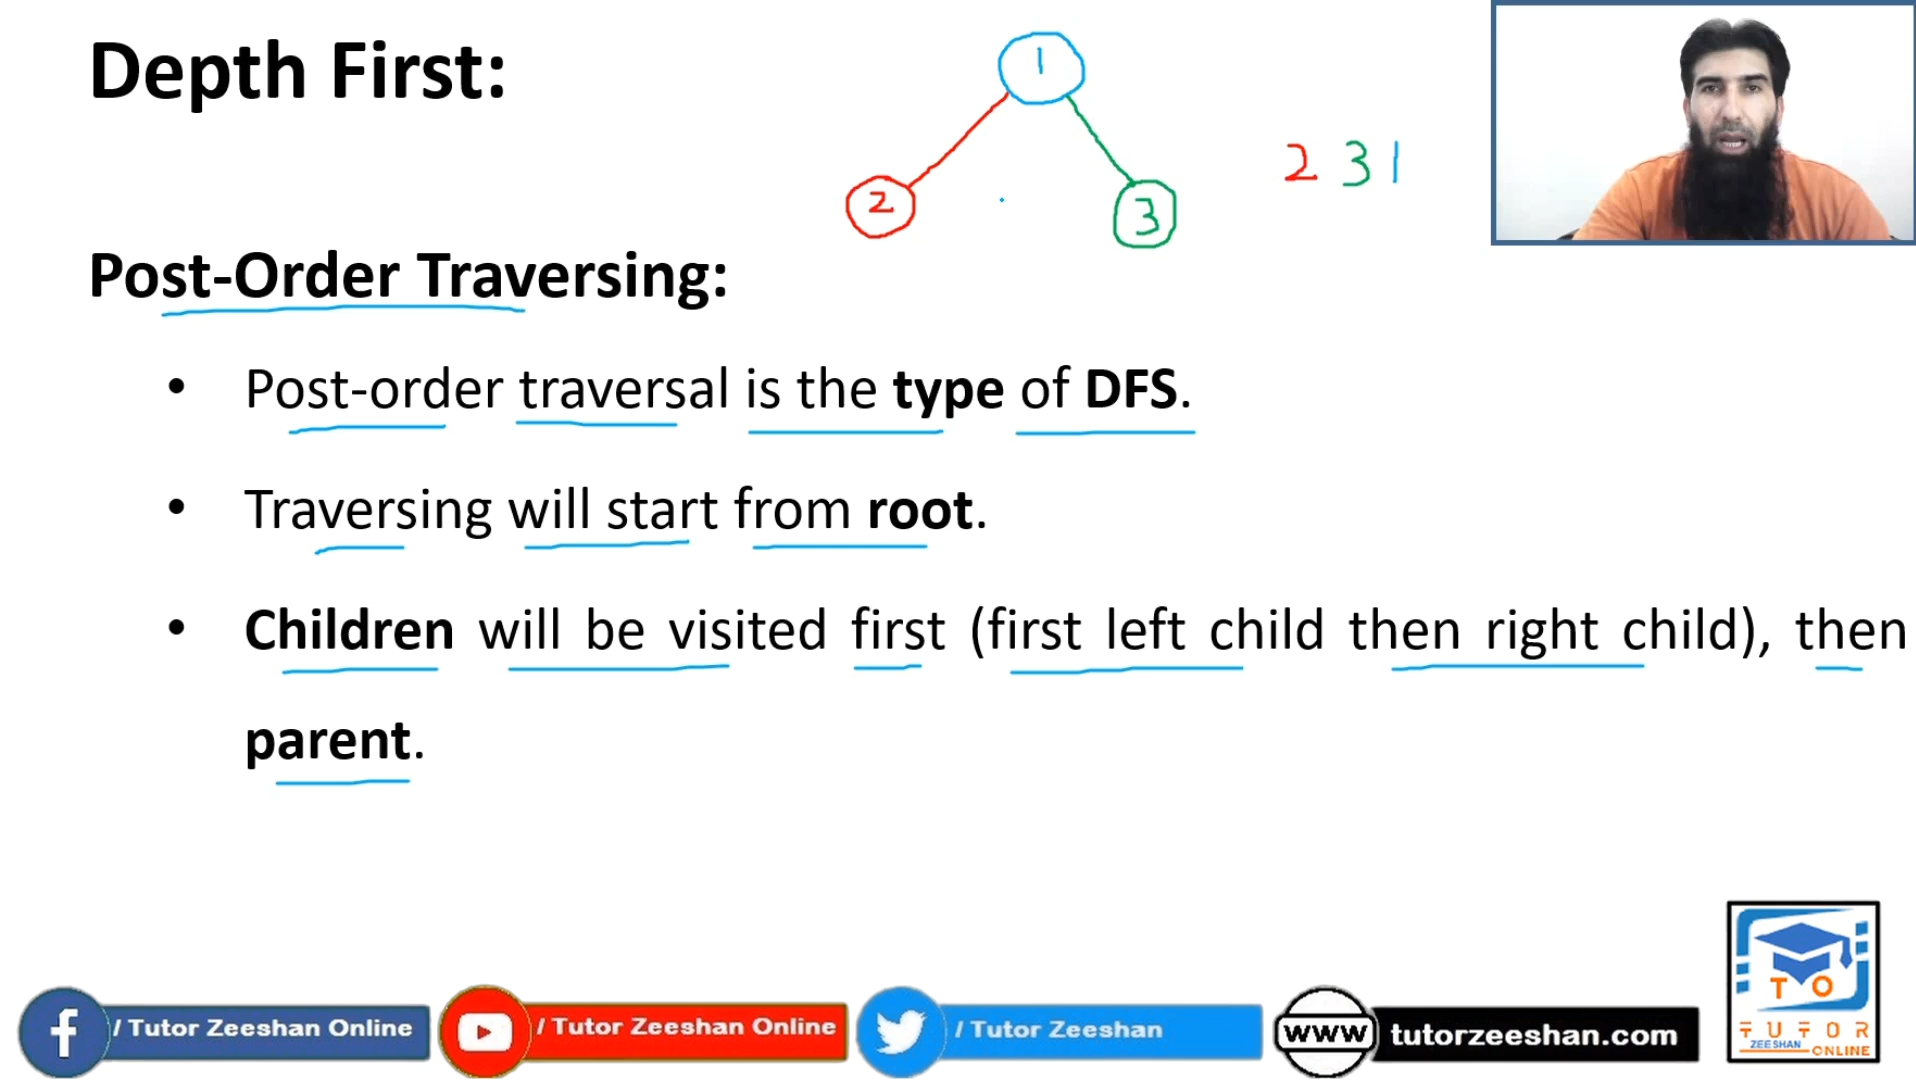 Depth First:
1
2
3
2 3 1
Post-Order Traversing:
• Post-order traversal is the type of DFS.
• Traversing will start from root.
• Children will be visited first (first left child then right child), then
parent.
f / Tutor Zeeshan Online
/ Tutor Zeeshan Online
/ Tutor Zeeshan
www tutorzeeshan.com
T O
TUTOR
ZEESHAN ONLINE